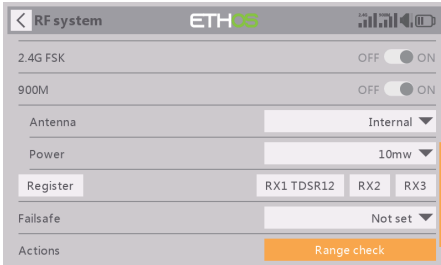 RF system ETHOS
2.4G FSK OFF ON
900M OFF ON
Antenna Internal
Power 10mw
Register RX1 TDSR12 RX2 RX3
Failsafe Not set
Actions Range check